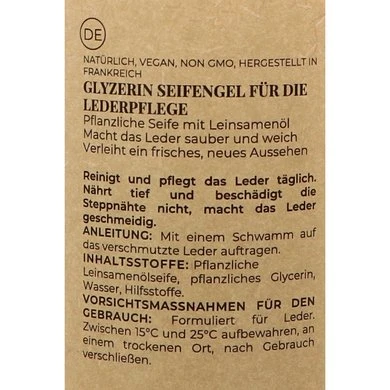 DE
NATÜRLICH, VEGAN, NON GMO, HERGESTELLT IN
FRANKREICH
GLYZERIN SEIFENGEL FÜR DIE
LEDERPFLEGE
Pflanzliche Seife mit Leinsamenöl
Macht das Leder sauber und weich
Verleiht ein frisches, neues Aussehen
Reinigt und pflegt das Leder täglich.
Nährt tief und beschädigt die
Steppnähte nicht, macht das Leder
geschmeidig.
ANLEITUNG: Mit einem Schwamm auf
das verschmutzte Leder auftragen.
INHALTSSTOFFE: Pflanzliche
Leinsamenölseife, pflanzliches Glycerin,
Wasser, Hilfsstoffe.
VORSICHTSMASSNAHMEN FÜR DEN
GEBRAUCH: Formuliert für Leder.
Zwischen 15°C und 25°C aufbewahren, an
einem trockenen Ort, nach Gebrauch
verschließen.